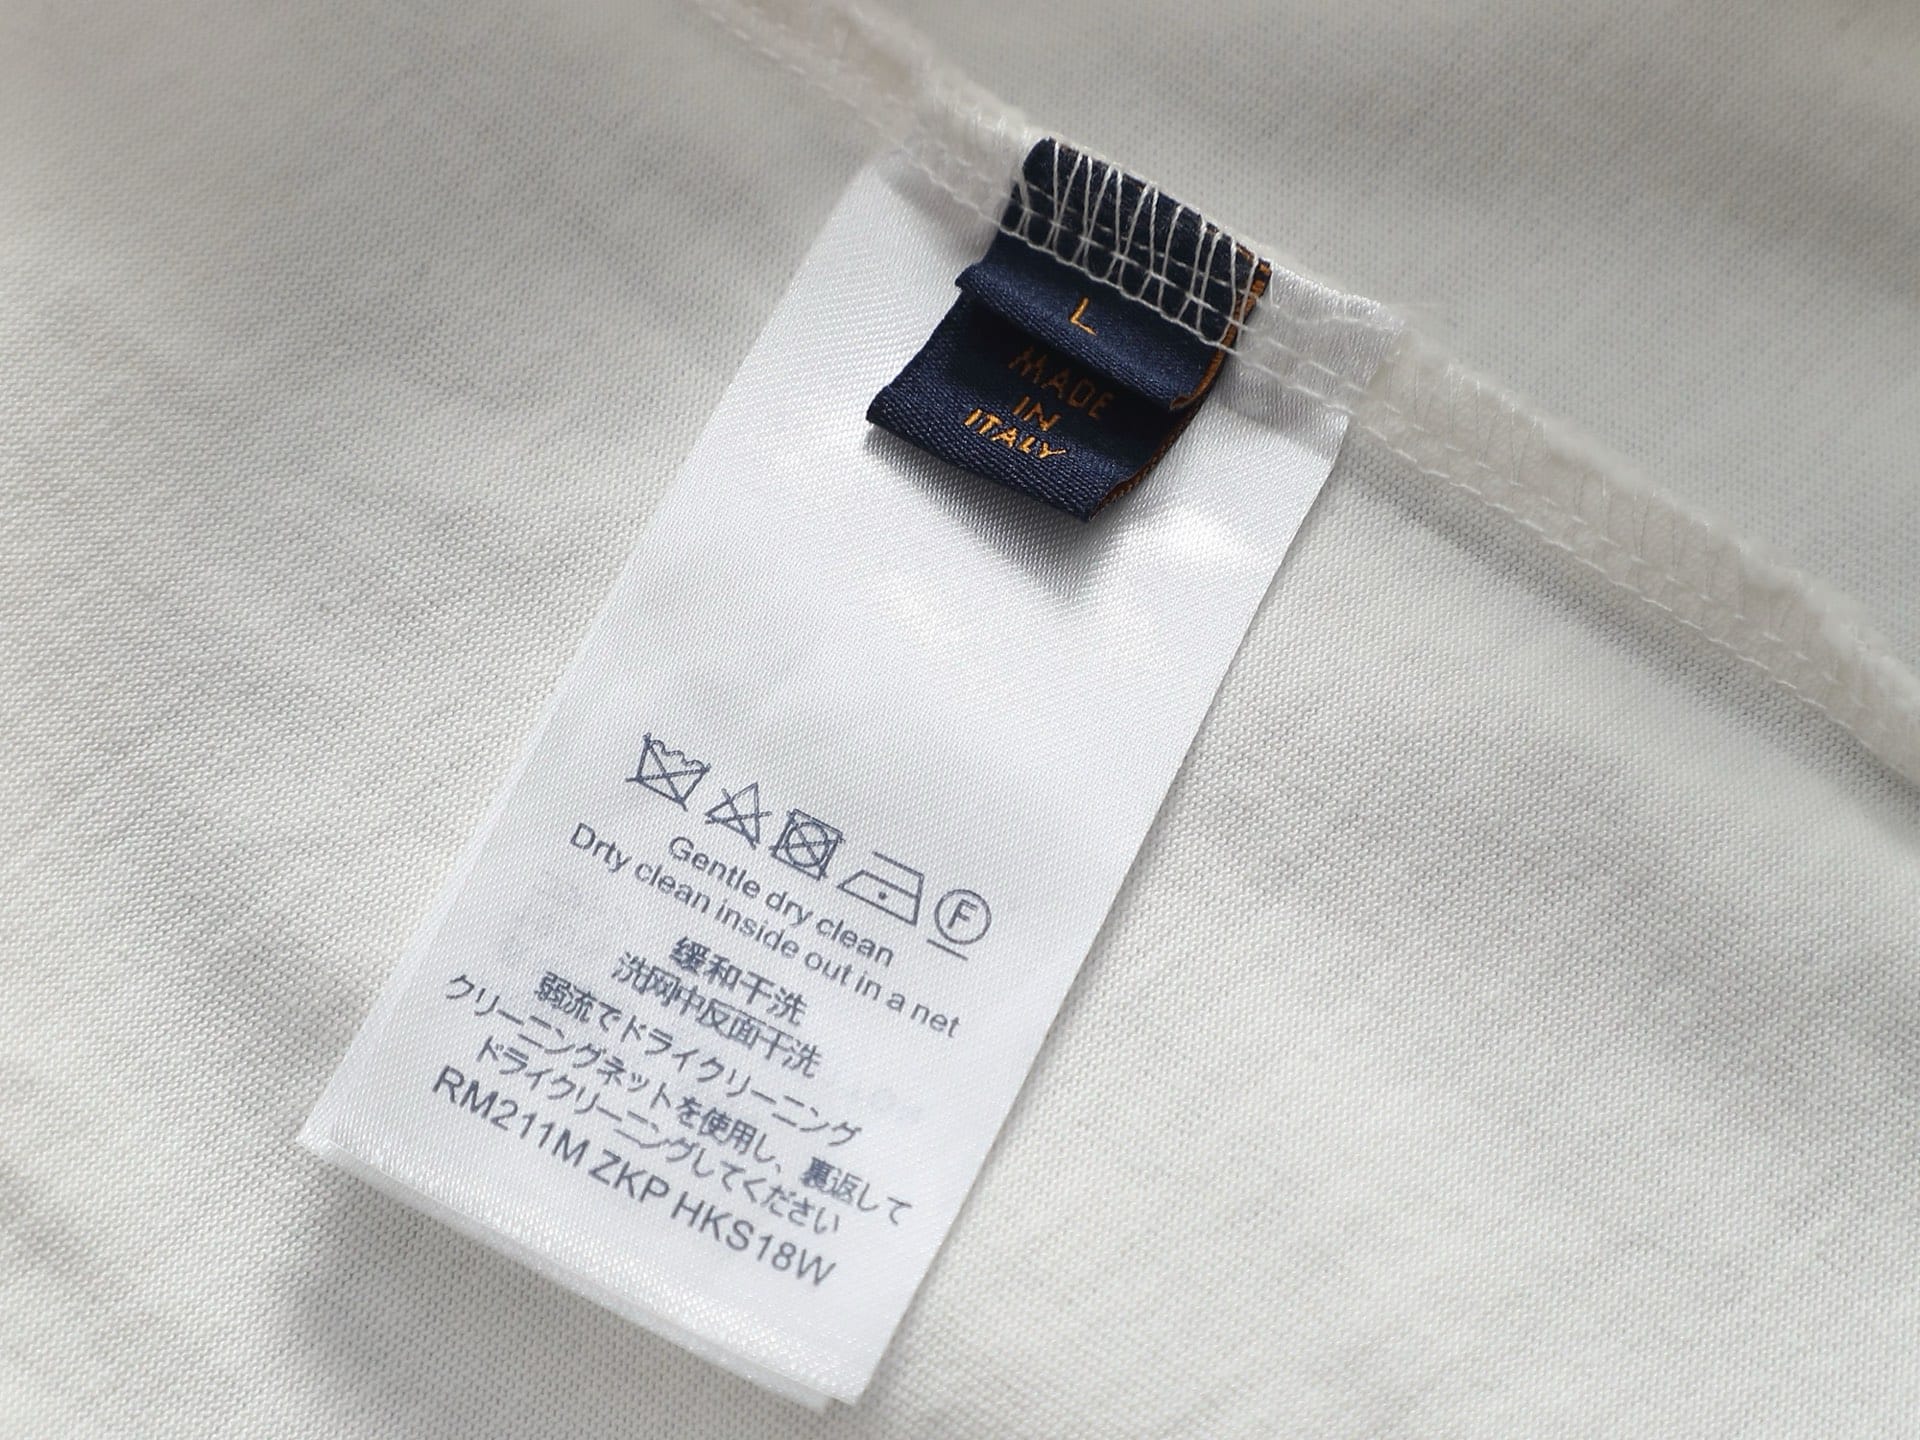 L
MADE
IN
ITALY
F
Gentle dry clean
Drty clean inside out in a net
缓和干洗
洗网中反面干洗
弱流でドライクリーニング
クリーニングネットを使用し、裏返して
ドライクリーニングしてください
RM211M ZKP HKS18W